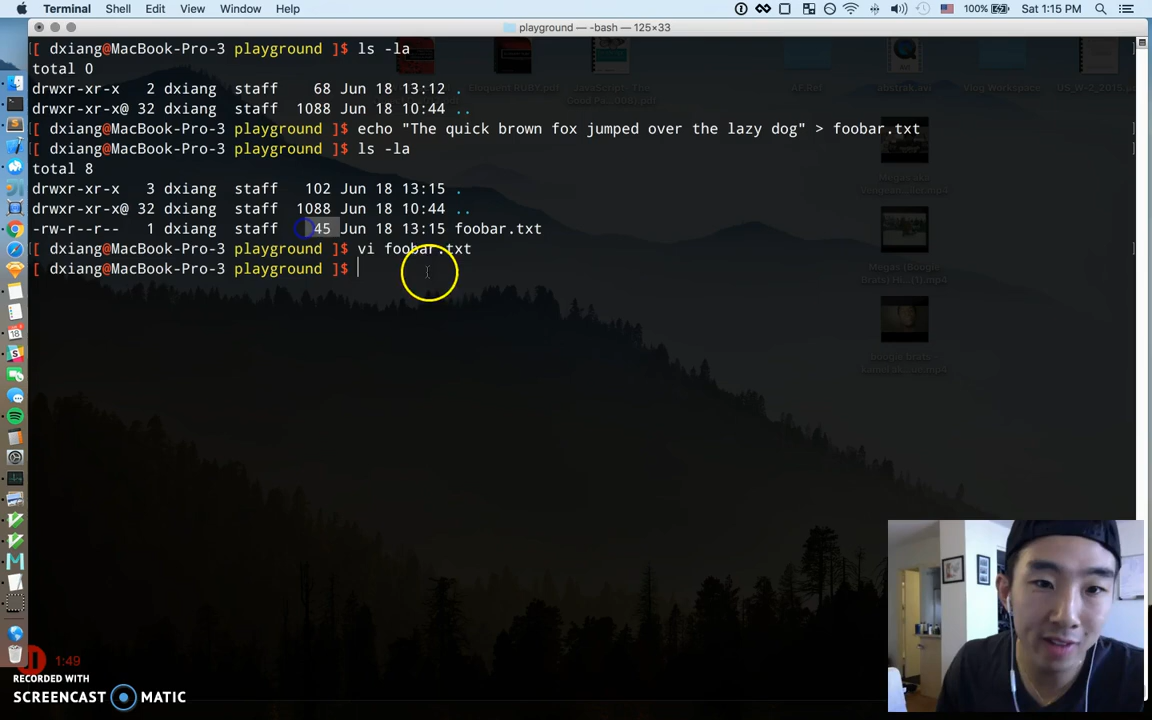 Terminal Shell Edit View Window Help 100% Sat 1:15 PM
playground — -bash — 125×33
[ dxiang@MacBook-Pro-3 playground ]$ ls -la
total 0
drwxr-xr-x 2 dxiang staff 68 Jun 18 13:12 .
drwxr-xr-x@ 32 dxiang staff 1088 Jun 18 10:44 ..
[ dxiang@MacBook-Pro-3 playground ]$ echo "The quick brown fox jumped over the lazy dog" > foobar.txt
[ dxiang@MacBook-Pro-3 playground ]$ ls -la
total 8
drwxr-xr-x 3 dxiang staff 102 Jun 18 13:15 .
drwxr-xr-x@ 32 dxiang staff 1088 Jun 18 10:44 ..
-rw-r--r-- 1 dxiang staff 45 Jun 18 13:15 foobar.txt
[ dxiang@MacBook-Pro-3 playground ]$ vi foobar.txt
[ dxiang@MacBook-Pro-3 playground ]$
1:49
RECORDED WITH
SCREENCAST MATIC